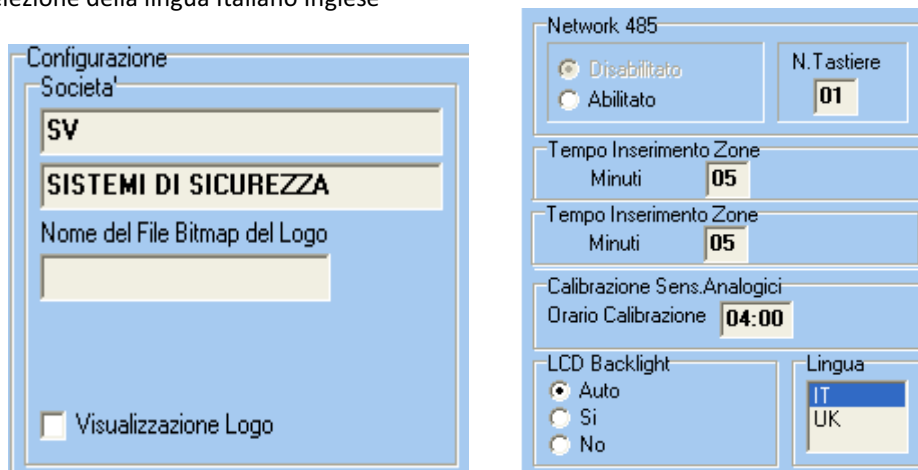 lezione della lingua Italiano Inglese
Configurazione
Societa'
SV
SISTEMI DI SICUREZZA
Nome del File Bitmap del Logo
Visualizzazione Logo
Network 485
Disabilitato
Abilitato
N.Tastiere
01
Tempo Inserimento Zone
Minuti 05
Tempo Inserimento Zone
Minuti 05
Calibrazione Sens.Analogici
Orario Calibrazione 04:00
LCD Backlight
Auto
Si
No
Lingua
IT
UK